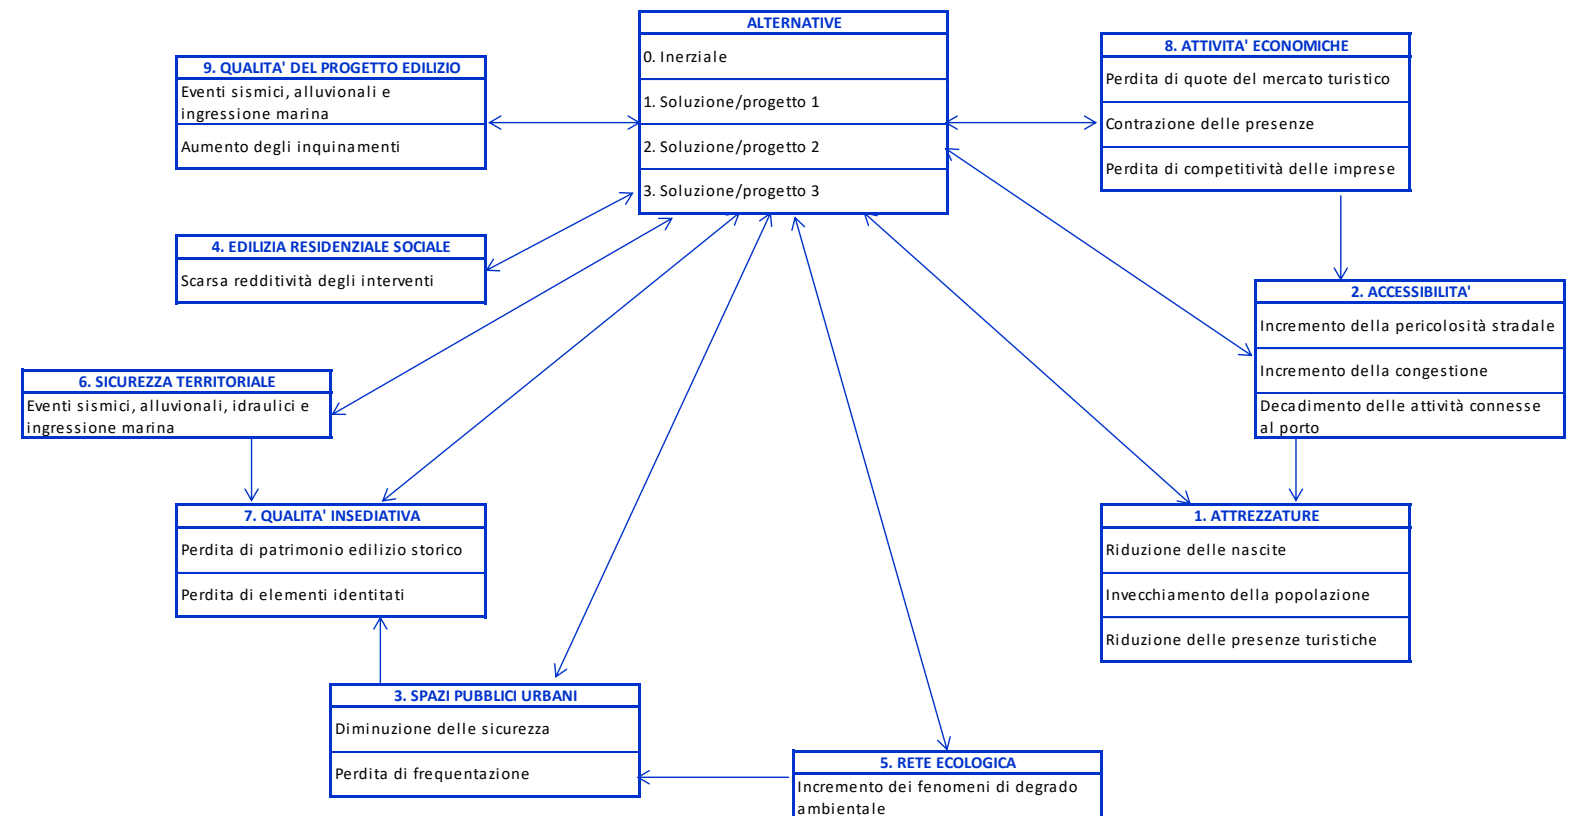 ALTERNATIVE
0. Inerziale
1. Soluzione/progetto 1
2. Soluzione/progetto 2
3. Soluzione/progetto 3
9. QUALITA' DEL PROGETTO EDILIZIO
Eventi sismici, alluvionali e
ingressione marina
Aumento degli inquinamenti
8. ATTIVITA' ECONOMICHE
Perdita di quote del mercato turistico
Contrazione delle presenze
Perdita di competitività delle imprese
4. EDILIZIA RESIDENZIALE SOCIALE
Scarsa redditività degli interventi
2. ACCESSIBILITA'
Incremento della pericolosità stradale
Incremento della congestione
Decadimento delle attività connesse
al porto
6. SICUREZZA TERRITORIALE
Eventi sismici, alluvionali, idraulici e
ingressione marina
7. QUALITA' INSEDIATIVA
Perdita di patrimonio edilizio storico
Perdita di elementi identitati
1. ATTREZZATURE
Riduzione delle nascite
Invecchiamento della popolazione
Riduzione delle presenze turistiche
3. SPAZI PUBBLICI URBANI
Diminuzione delle sicurezza
Perdita di frequentazione
5. RETE ECOLOGICA
Incremento dei fenomeni di degrado
ambientale